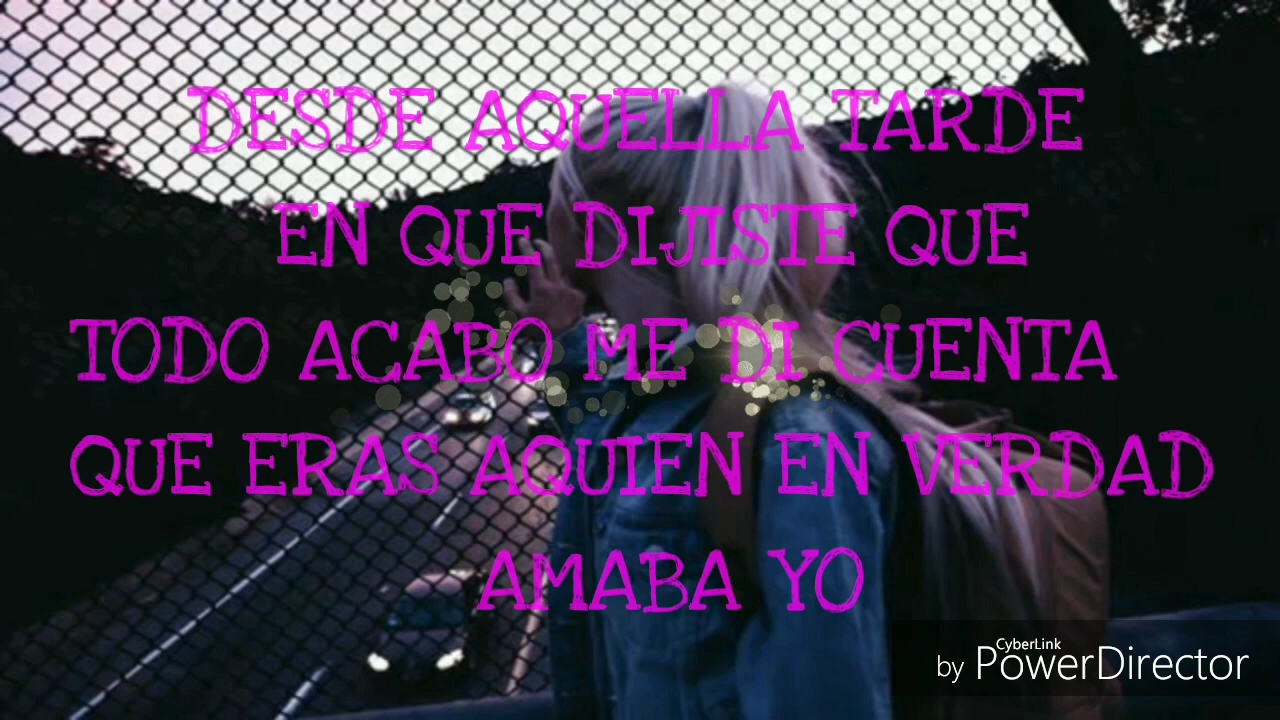 DESDE AQUELLA TARDE
EN QUE DIJISTE QUE
TODO ACABO ME DI CUENTA
QUE ERAS AQUIEN EN VERDAD
AMABA YO
CyberLink
by PowerDirector